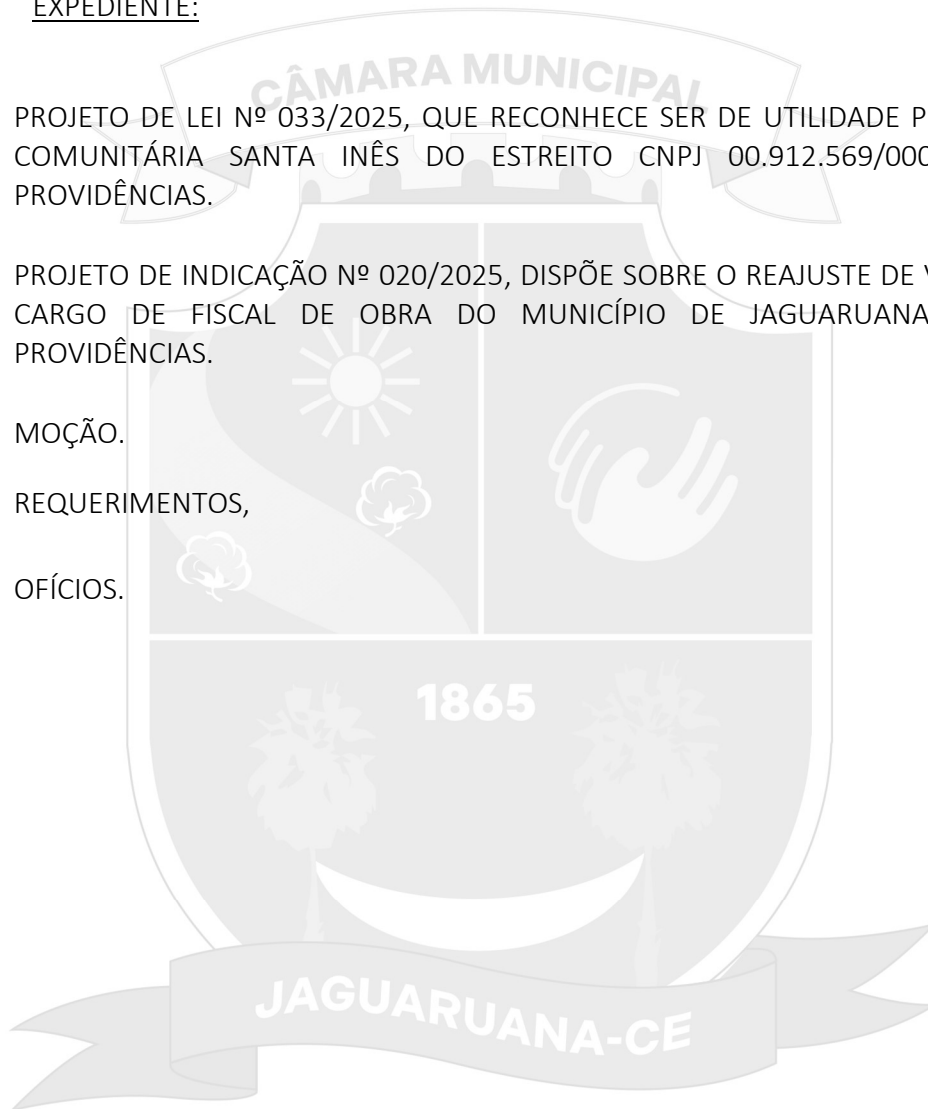 EXPEDIENTE:
CÂMARA MUNICIPAL
PROJETO DE LEI Nº 033/2025, QUE RECONHECE SER DE UTILIDADE P
COMUNITÁRIA SANTA INÊS DO ESTREITO CNPJ 00.912.569/000
PROVIDÊNCIAS.
PROJETO DE INDICAÇÃO Nº 020/2025, DISPÕE SOBRE O REAJUSTE DE V
CARGO DE FISCAL DE OBRA DO MUNICÍPIO DE JAGUARUANA
PROVIDÊNCIAS.
MOÇÃO.
REQUERIMENTOS,
OFÍCIOS.
1865
JAGUARUANA-CE